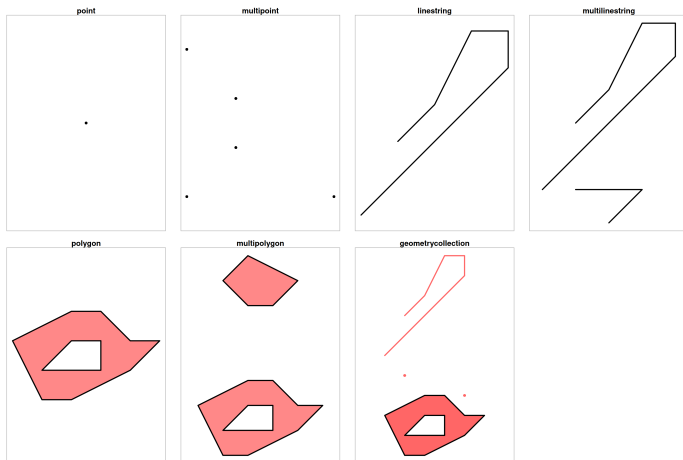 point
multipoint
linestring
multilinestring
polygon
multipolygon
geometrycollection